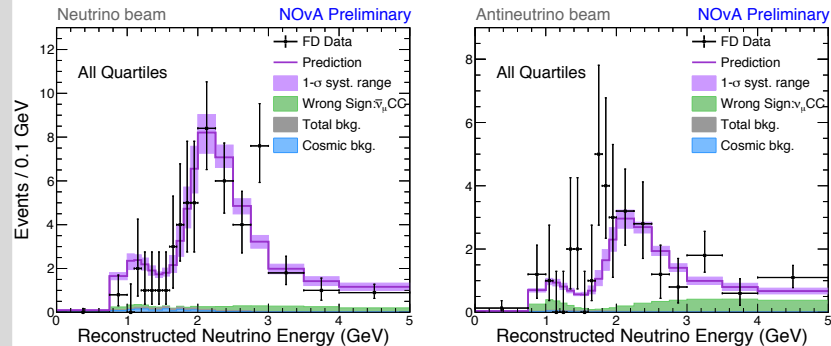 Neutrino beam
NOvA Preliminary
12
10
8
6
4
2
0
Events / 0.1 GeV
All Quartiles
FD Data
Prediction
1-σ syst. range
Wrong Sign:ν̅μCC
Total bkg.
Cosmic bkg.
0 1 2 3 4 5
Reconstructed Neutrino Energy (GeV)
Antineutrino beam
NOvA Preliminary
8
6
4
2
0
All Quartiles
FD Data
Prediction
1-σ syst. range
Wrong Sign:νμCC
Total bkg.
Cosmic bkg.
0 1 2 3 4 5
Reconstructed Neutrino Energy (GeV)